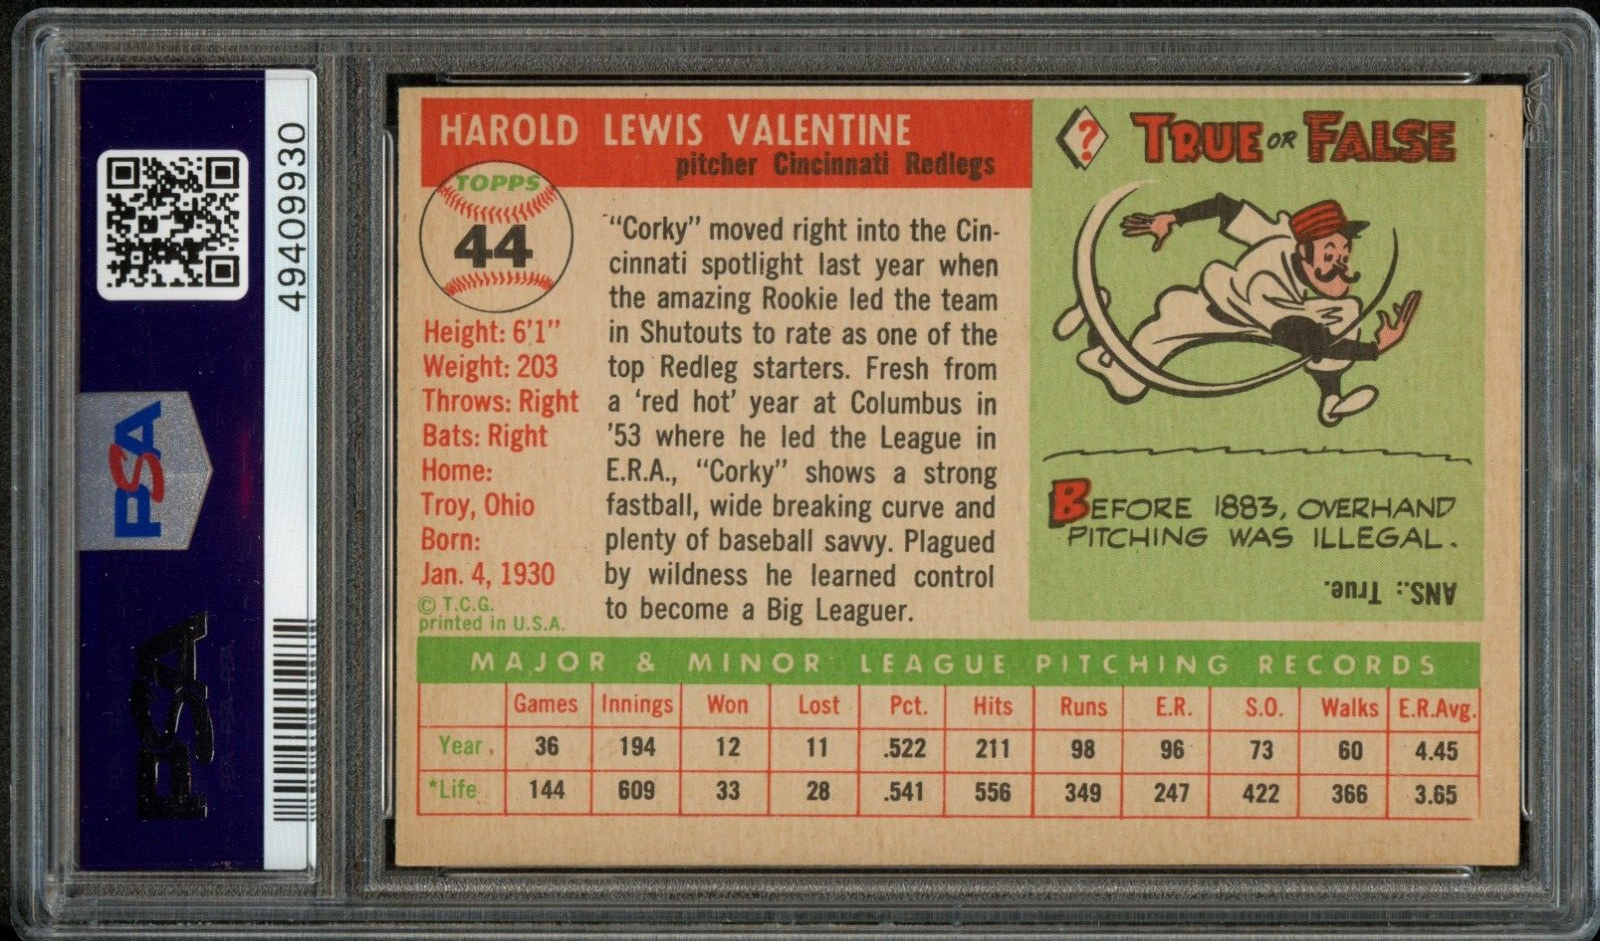 49409930
PSA
PSA
PSA
HAROLD LEWIS VALENTINE
pitcher Cincinnati Redlegs
TOPPS
44
Height: 6'1"
Weight: 203
Throws: Right
Bats: Right
Home:
Troy, Ohio
Born:
Jan. 4, 1930
© T.C.G.
printed in U.S.A.
"Corky" moved right into the Cin-
cinnati spotlight last year when
the amazing Rookie led the team
in Shutouts to rate as one of the
top Redleg starters. Fresh from
a 'red hot' year at Columbus in
'53 where he led the League in
E.R.A., "Corky" shows a strong
fastball, wide breaking curve and
plenty of baseball savvy. Plagued
by wildness he learned control
to become a Big Leaguer.
? TRUE OR FALSE
BEFORE 1883, OVERHAND
PITCHING WAS ILLEGAL.
ANS.: True.
MAJOR & MINOR LEAGUE PITCHING RECORDS
Games Innings Won Lost Pct. Hits Runs E.R. S.O. Walks E.R.Avg.
Year 36 194 12 11 .522 211 98 96 73 60 4.45
*Life 144 609 33 28 .541 556 349 247 422 366 3.65